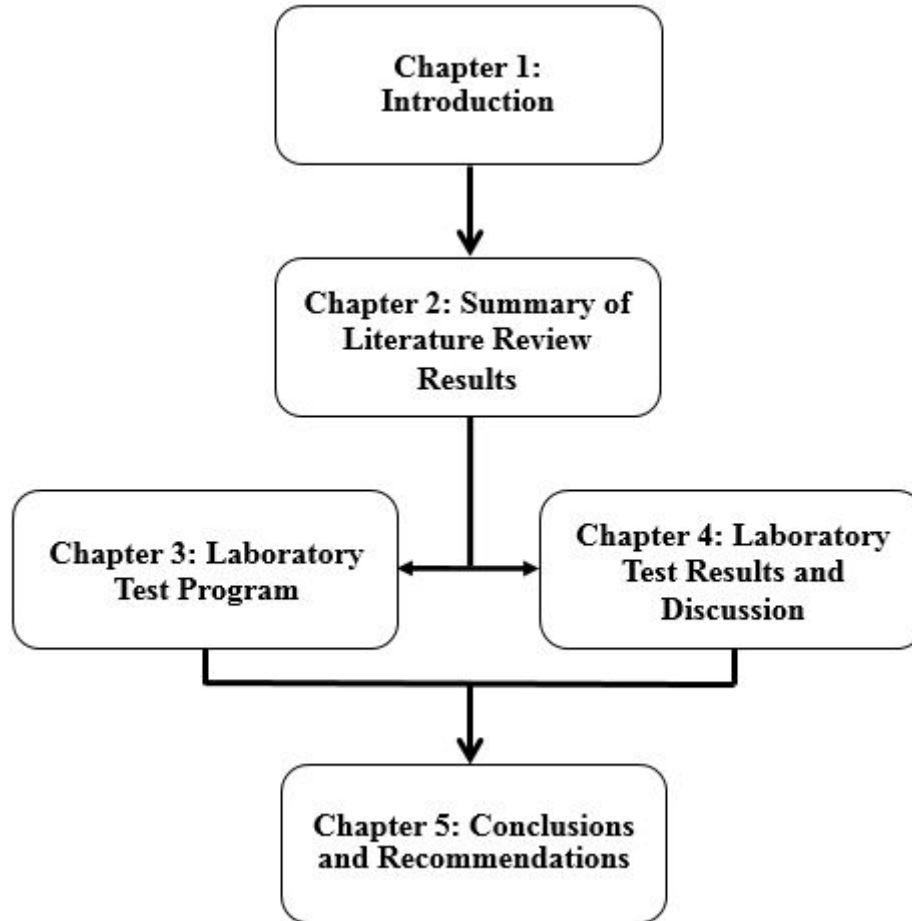 Chapter 1:
Introduction
Chapter 2: Summary of
Literature Review
Results
Chapter 3: Laboratory
Test Program
Chapter 4: Laboratory
Test Results and
Discussion
Chapter 5: Conclusions
and Recommendations